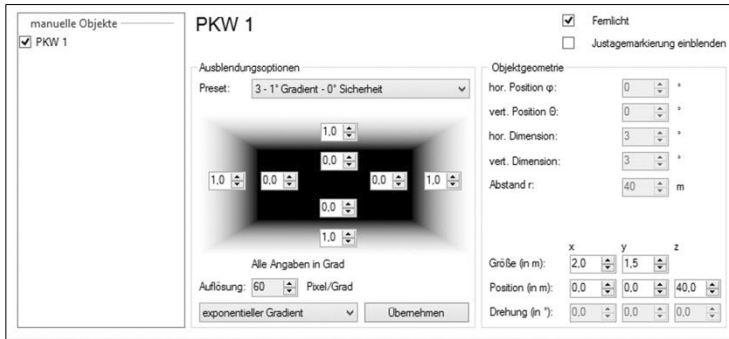 manuelle Objekte
PKW 1
PKW 1
Fernlicht
Justagemarkierung einblenden
Ausblendungsoptionen
Preset: 3 - 1° Gradient - 0° Sicherheit
1,0
0,0
1,0 0,0 0,0 1,0
0,0
1,0
Alle Angaben in Grad
Auflösung: 60 Pixel/Grad
exponentieller Gradient Übernehmen
Objektgeometrie
hor. Position φ: 0 °
vert. Position Θ: 0 °
hor. Dimension: 3 °
vert. Dimension: 3 °
Abstand r: 40 m
x y z
Größe (in m): 2,0 1,5
Position (in m): 0,0 0,0 40,0
Drehung (in °): 0,0 0,0 0,0